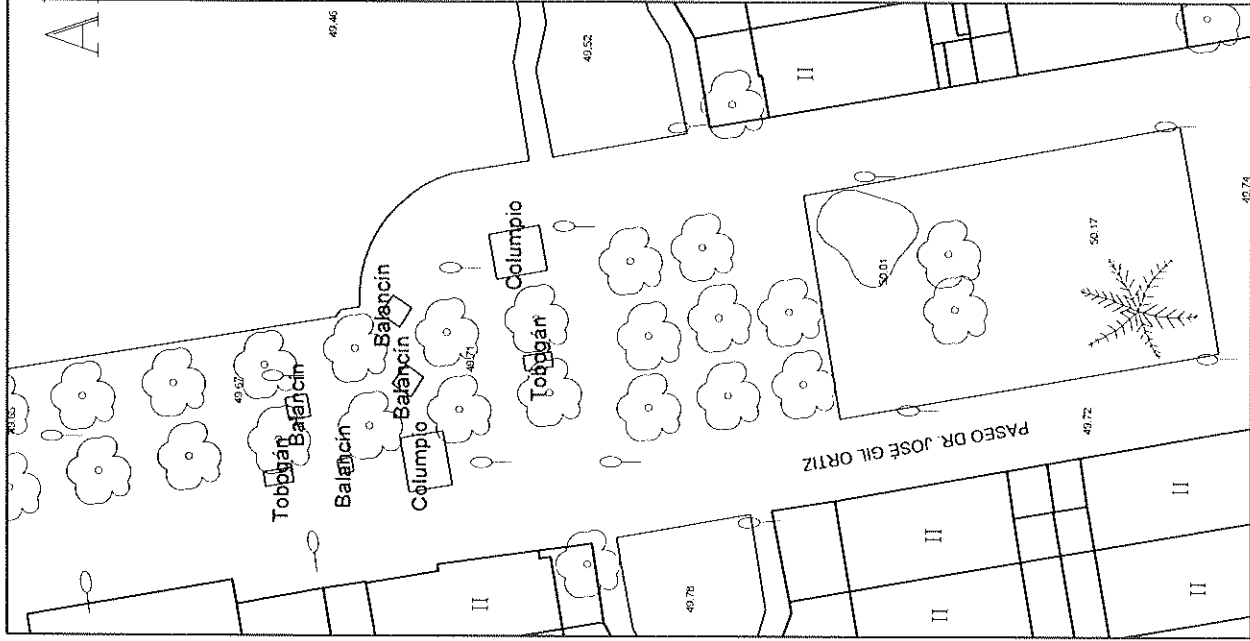 A
49.46
49.52
II
Columpio
Balancín
Tobogán
49.71
Balancín
49.67
Balancín
Tobogán
Balancín
Columpio
50.01
50.17
49.74
49.72
PASEO DR. JOSÉ GIL ORTIZ
II
49.78
II
II
II
II